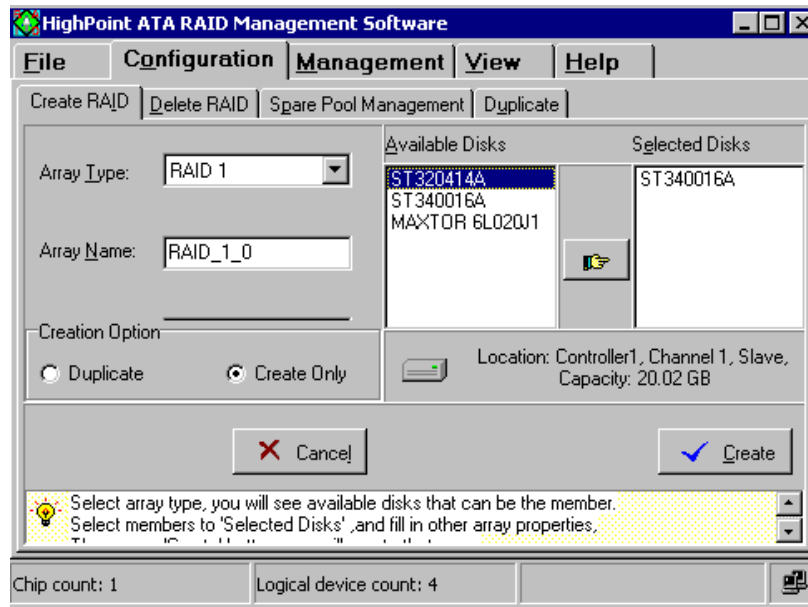 HighPoint ATA RAID Management Software
File Configuration Management View Help
Create RAID Delete RAID Spare Pool Management Duplicate
Array Type: RAID 1
Array Name: RAID_1_0
Creation Option
Duplicate Create Only
Available Disks
ST320414A
ST340016A
MAXTOR 6L020J1
Selected Disks
ST340016A
Location: Controller1, Channel 1, Slave,
Capacity: 20.02 GB
Cancel Create
Select array type, you will see available disks that can be the member.
Select members to 'Selected Disks' ,and fill in other array properties,
Chip count: 1 Logical device count: 4